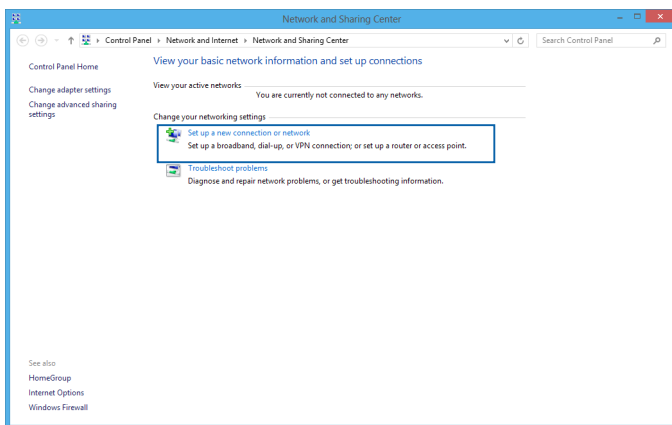 Network and Sharing Center
Control Panel
Network and Internet
Network and Sharing Center
Search Control Panel
Control Panel Home
Change adapter settings
Change advanced sharing
settings
View your basic network information and set up connections
View your active networks
You are currently not connected to any networks.
Change your networking settings
Set up a new connection or network
Set up a broadband, dial-up, or VPN connection; or set up a router or access point.
Troubleshoot problems
Diagnose and repair network problems, or get troubleshooting information.
See also
HomeGroup
Internet Options
Windows Firewall